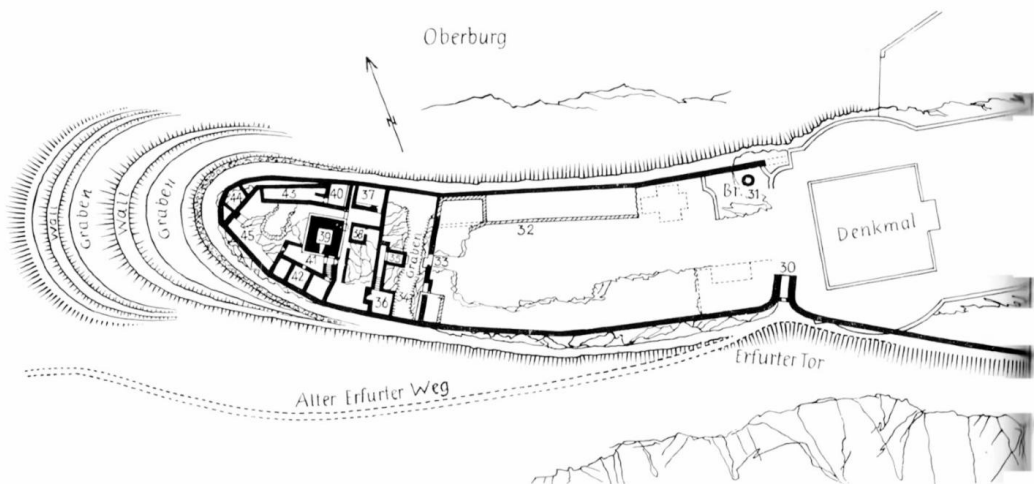 Oberburg
N
Wall
Graben
Wall
Graben
44
43
40
37
45
39
38
41
42
36
34
Graben
33
32
Br. 31
30
Denkmal
Erfurter Tor
Alter Erfurter Weg